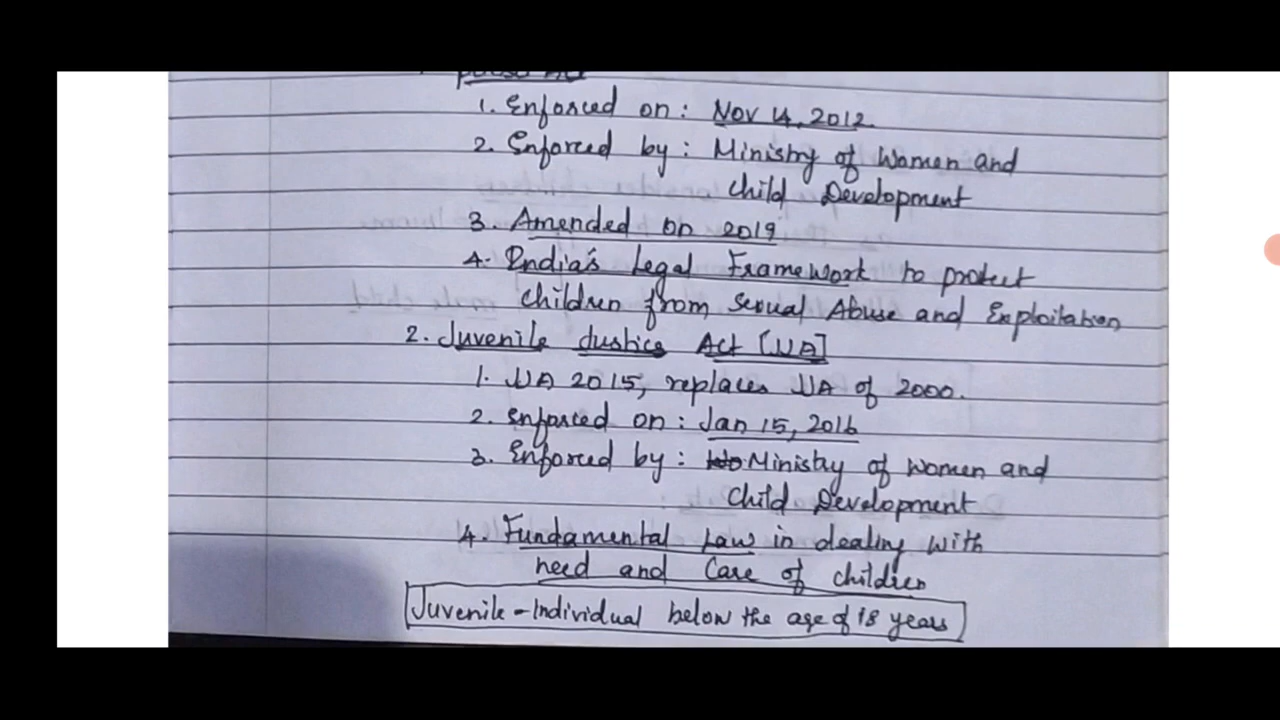 1. Enforced on : Nov 14, 2012.
2. Enforced by : Ministry of Women and
Child Development
3. Amended on 2019
4. India's Legal Framework to protect
children from Sexual Abuse and Exploitation
2. Juvenile Justice Act [JJA]
1. JJA 2015, replaces JJA of 2000.
2. Enforced on : Jan 15, 2016
3. Enforced by : Ministry of Women and
Child Development
4. Fundamental Law in dealing with
need and Care of children
Juvenile - Individual below the age of 18 years